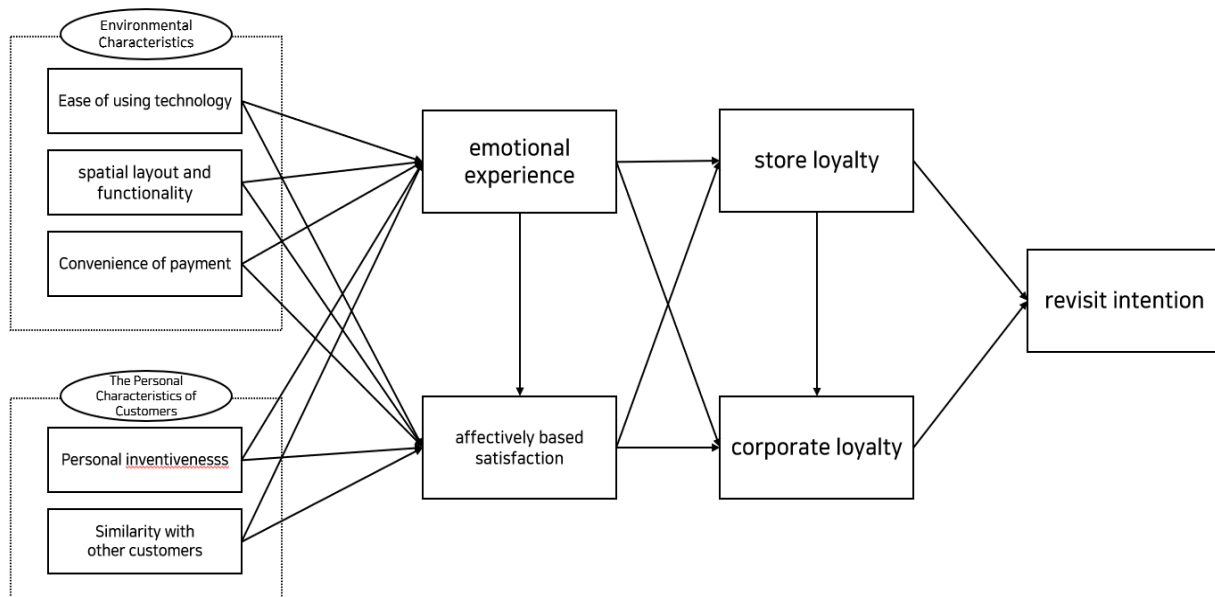 Environmental
Characteristics
Ease of using technology
spatial layout and
functionality
Convenience of payment
The Personal
Characteristics of
Customers
Personal inventivenesss
Similarity with
other customers
emotional
experience
affectively based
satisfaction
store loyalty
corporate loyalty
revisit intention